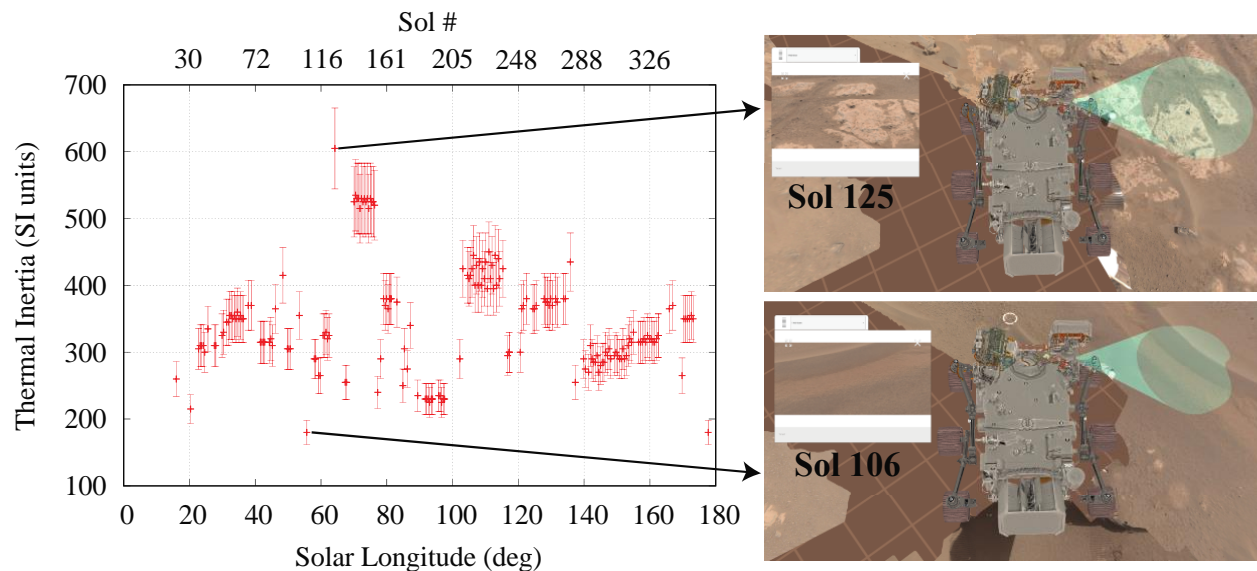 Sol #
30 72 116 161 205 248 288 326
700
600
500
400
300
200
100
0 20 40 60 80 100 120 140 160 180
Thermal Inertia (SI units)
Solar Longitude (deg)
Sol 125
Sol 106